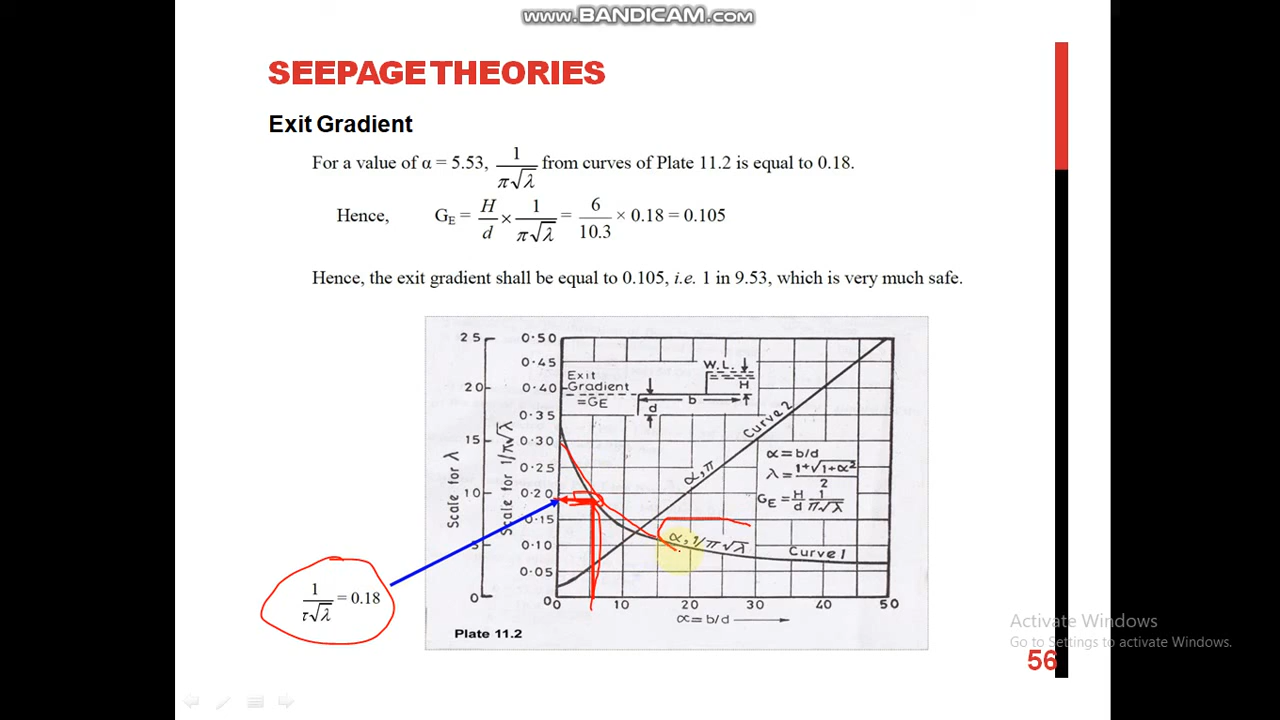 www.BANDICAM.com
SEEPAGE THEORIES
Exit Gradient
For a value of α = 5.53, 1/π√λ from curves of Plate 11.2 is equal to 0.18.
Hence, G_E = H/d × 1/π√λ = 6/10.3 × 0.18 = 0.105
Hence, the exit gradient shall be equal to 0.105, i.e. 1 in 9.53, which is very much safe.
25
20
15
10
5
0
Scale for λ
0.50
0.45
0.40
0.35
0.30
0.25
0.20
0.15
0.10
0.05
0
Scale for 1/π√λ
Exit
Gradient
=GE
W.L.
H
b
d
Curve 2
α, π
α=b/d
λ=1+√1+α²/2
GE=H/d 1/π√λ
α, 1/π√λ
Curve 1
0 10 20 30 40 50
α=b/d
Plate 11.2
1/τ√λ = 0.18
Activate Windows
Go to Settings to activate Windows.
56